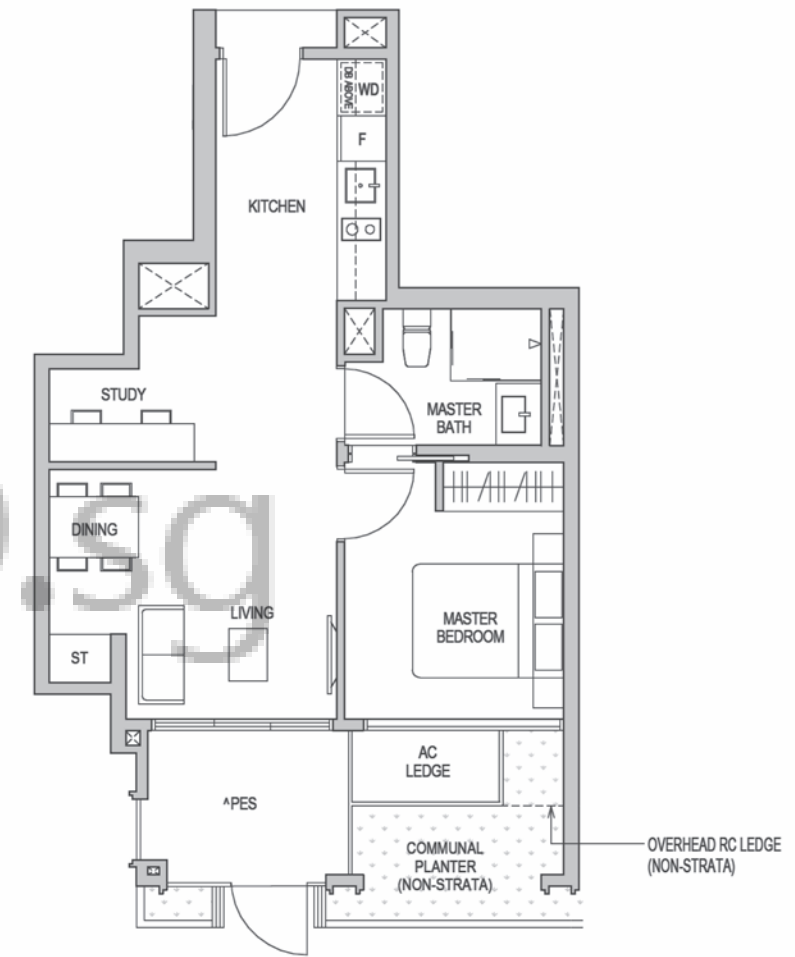 DB ABOVE
WD
F
KITCHEN
STUDY
MASTER
BATH
DINING
LIVING
MASTER
BEDROOM
ST
AC
LEDGE
^PES
COMMUNAL
PLANTER
(NON-STRATA)
OVERHEAD RC LEDGE
(NON-STRATA)
.sg